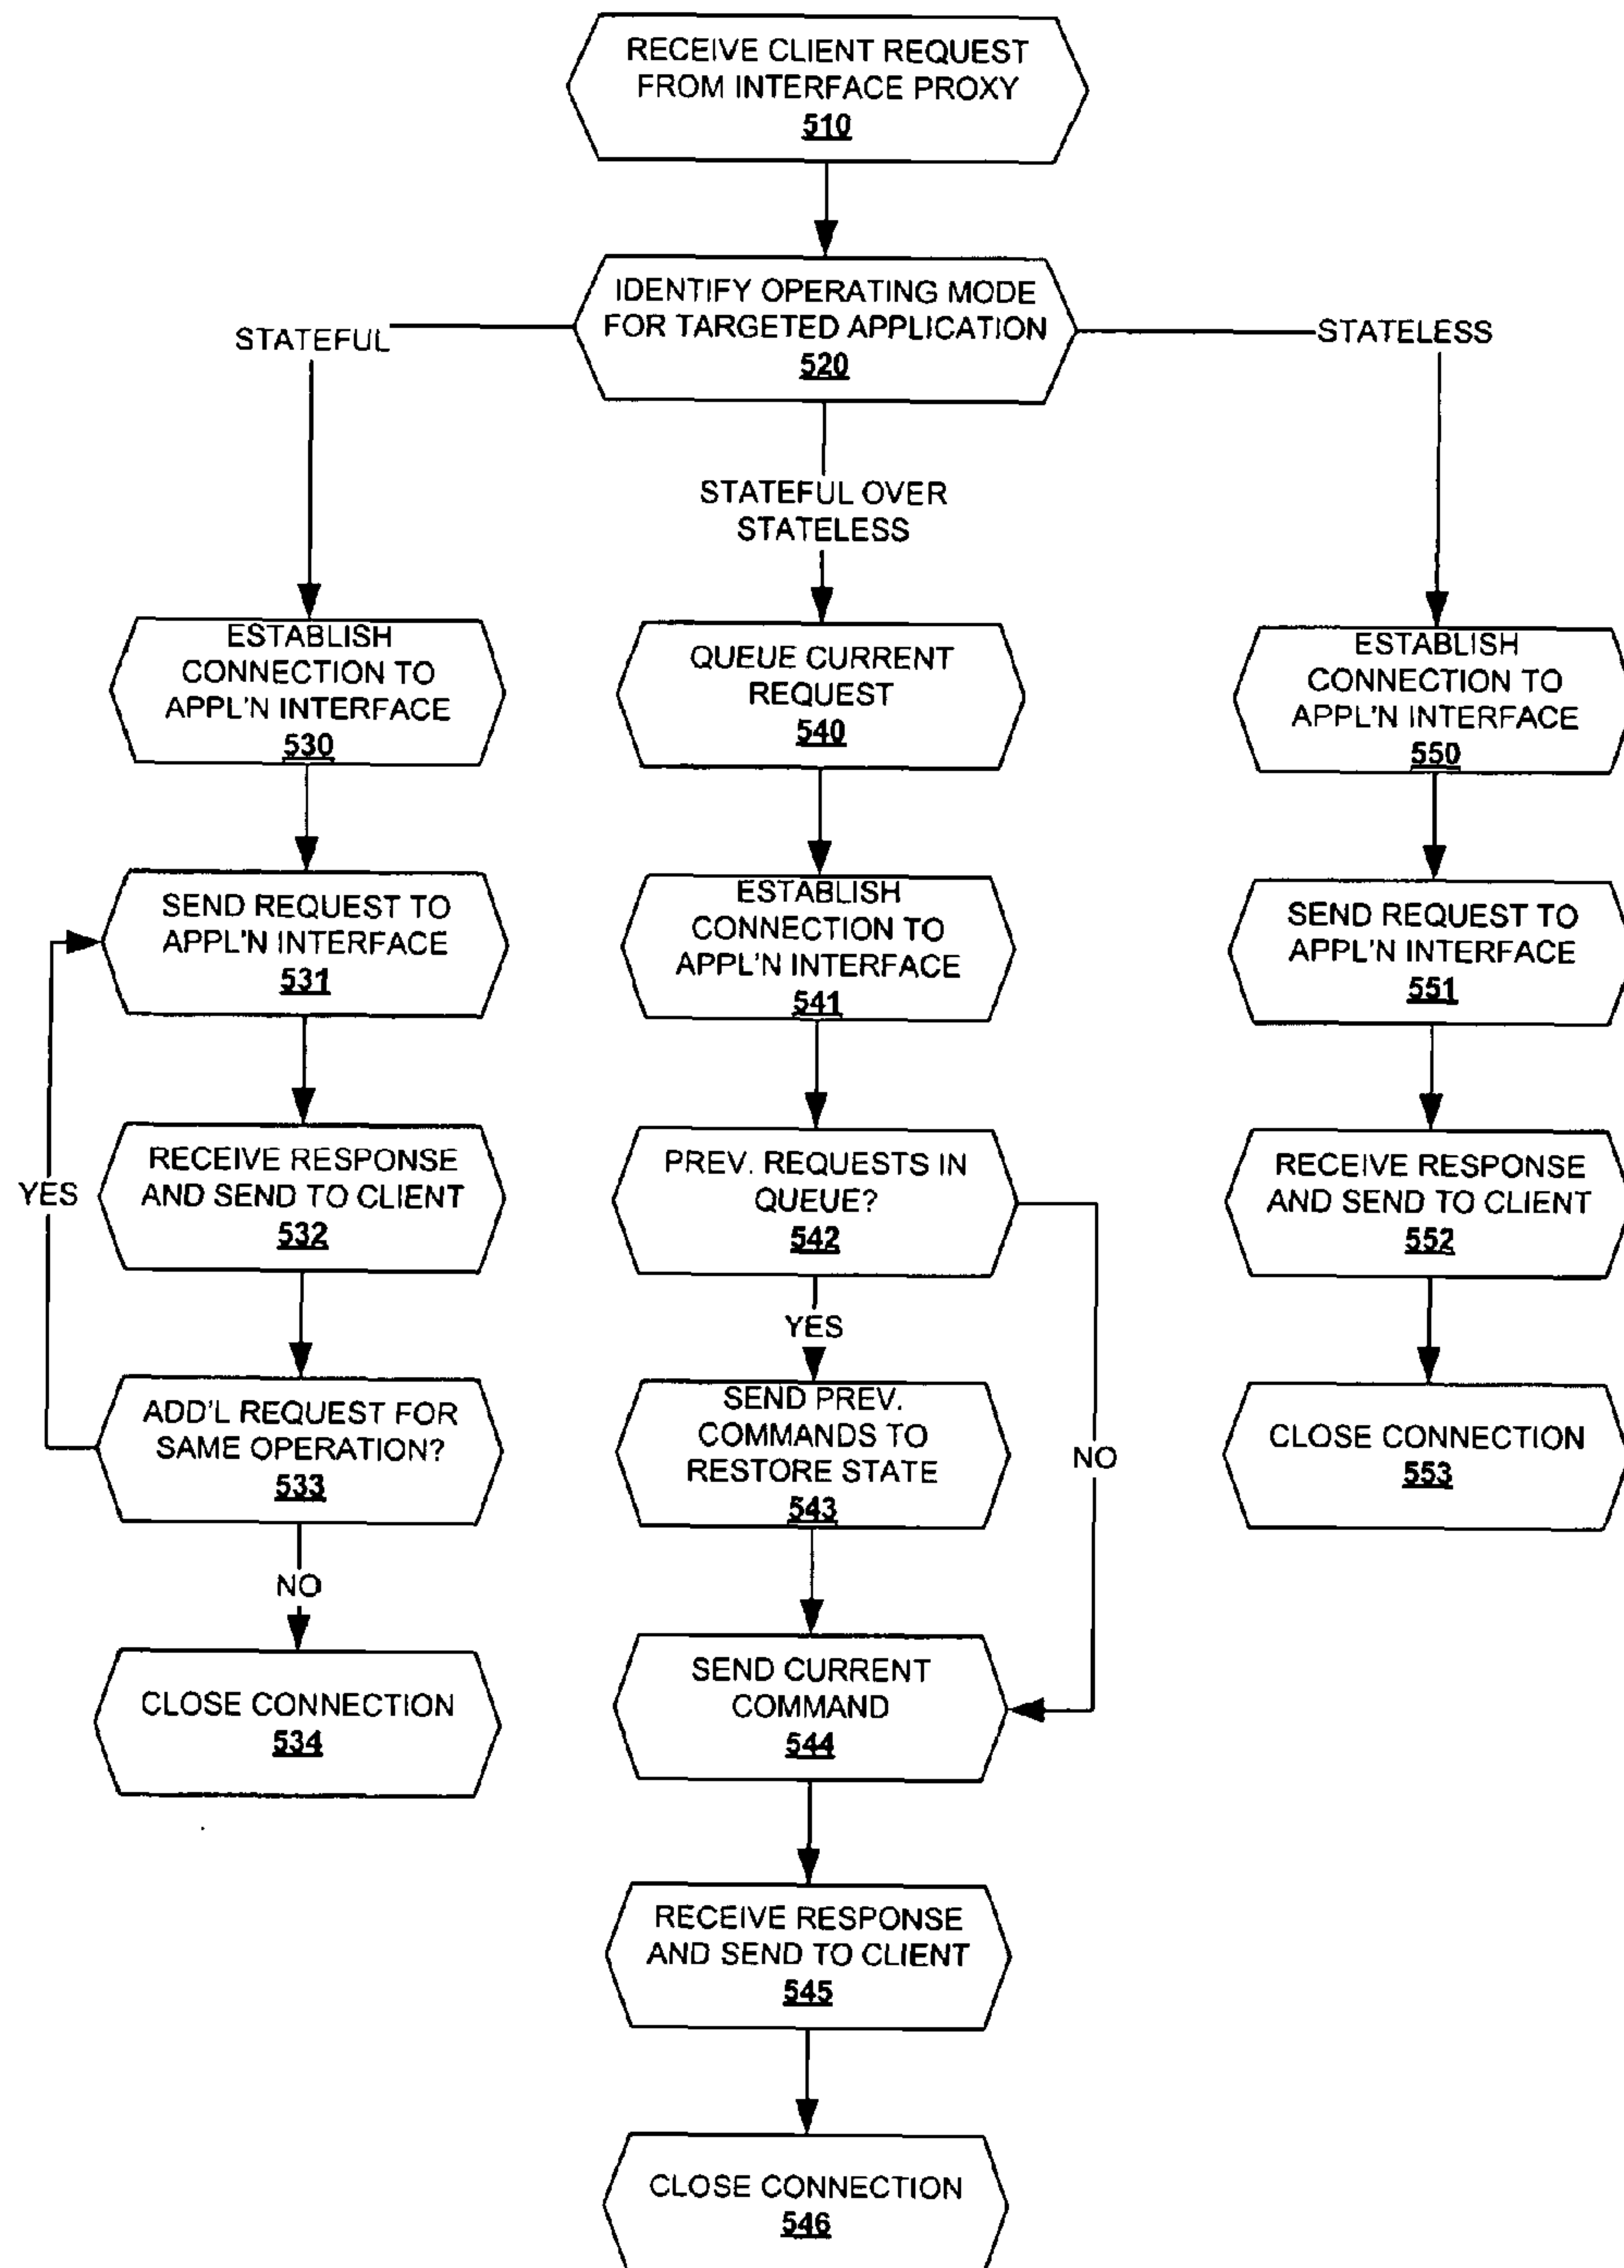 RECEIVE CLIENT REQUEST
FROM INTERFACE PROXY
510
IDENTIFY OPERATING MODE
FOR TARGETED APPLICATION
520
STATEFUL
STATEFUL OVER
STATELESS
STATELESS
ESTABLISH
CONNECTION TO
APPL'N INTERFACE
530
SEND REQUEST TO
APPL'N INTERFACE
531
RECEIVE RESPONSE
AND SEND TO CLIENT
532
YES
ADD'L REQUEST FOR
SAME OPERATION?
533
NO
CLOSE CONNECTION
534
QUEUE CURRENT
REQUEST
540
ESTABLISH
CONNECTION TO
APPL'N INTERFACE
541
PREV. REQUESTS IN
QUEUE?
542
YES
SEND PREV.
COMMANDS TO
RESTORE STATE
543
NO
SEND CURRENT
COMMAND
544
RECEIVE RESPONSE
AND SEND TO CLIENT
545
CLOSE CONNECTION
546
ESTABLISH
CONNECTION TO
APPL'N INTERFACE
550
SEND REQUEST TO
APPL'N INTERFACE
551
RECEIVE RESPONSE
AND SEND TO CLIENT
552
CLOSE CONNECTION
553